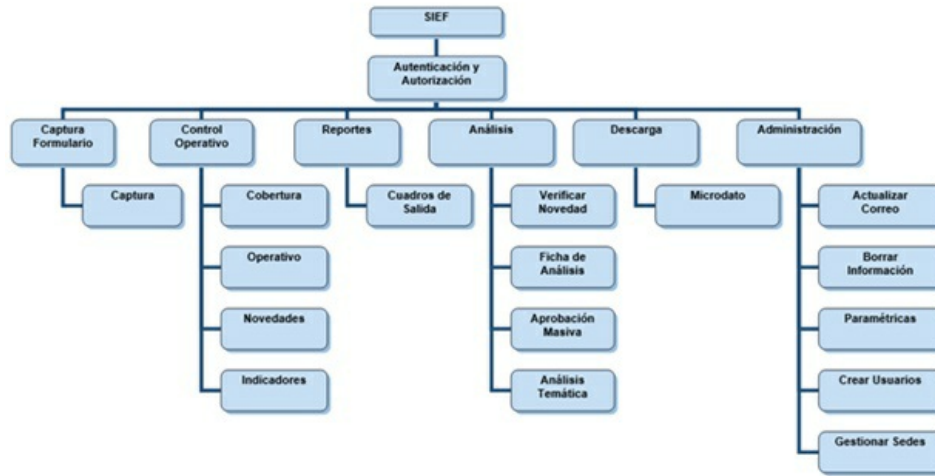 SIEF
Autenticación y
Autorización
Captura
Formulario
Control
Operativo
Reportes
Análisis
Descarga
Administración
Captura
Cobertura
Cuadros de
Salida
Verificar
Novedad
Microdato
Actualizar
Correo
Operativo
Ficha de
Análisis
Borrar
Información
Novedades
Aprobación
Masiva
Paramétricas
Indicadores
Análisis
Temática
Crear Usuarios
Gestionar Sedes